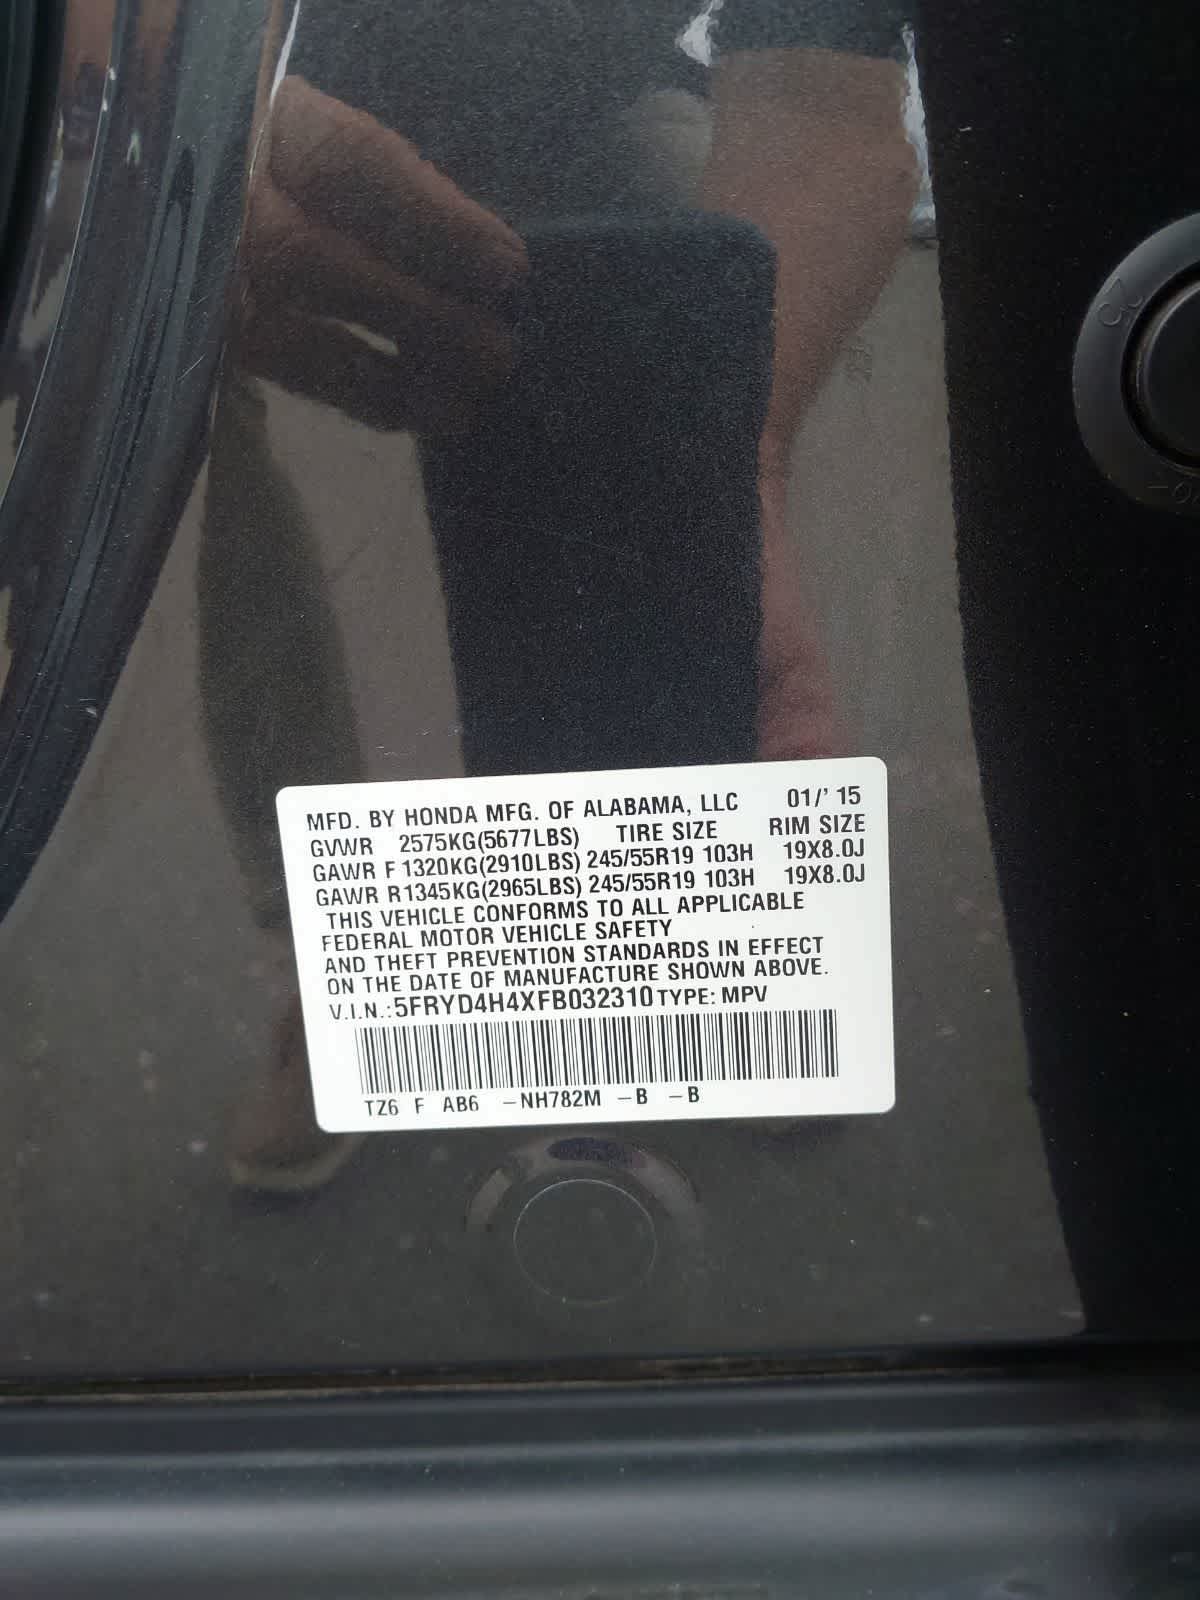 MFD. BY HONDA MFG. OF ALABAMA, LLC 01/' 15
GVWR 2575KG(5677LBS) TIRE SIZE RIM SIZE
GAWR F 1320KG(2910LBS) 245/55R19 103H 19X8.0J
GAWR R1345KG(2965LBS) 245/55R19 103H 19X8.0J
THIS VEHICLE CONFORMS TO ALL APPLICABLE
FEDERAL MOTOR VEHICLE SAFETY
AND THEFT PREVENTION STANDARDS IN EFFECT
ON THE DATE OF MANUFACTURE SHOWN ABOVE.
V.I.N.:5FRYD4H4XFB032310 TYPE: MPV
TZ6 F AB6 -NH782M -B -B
25